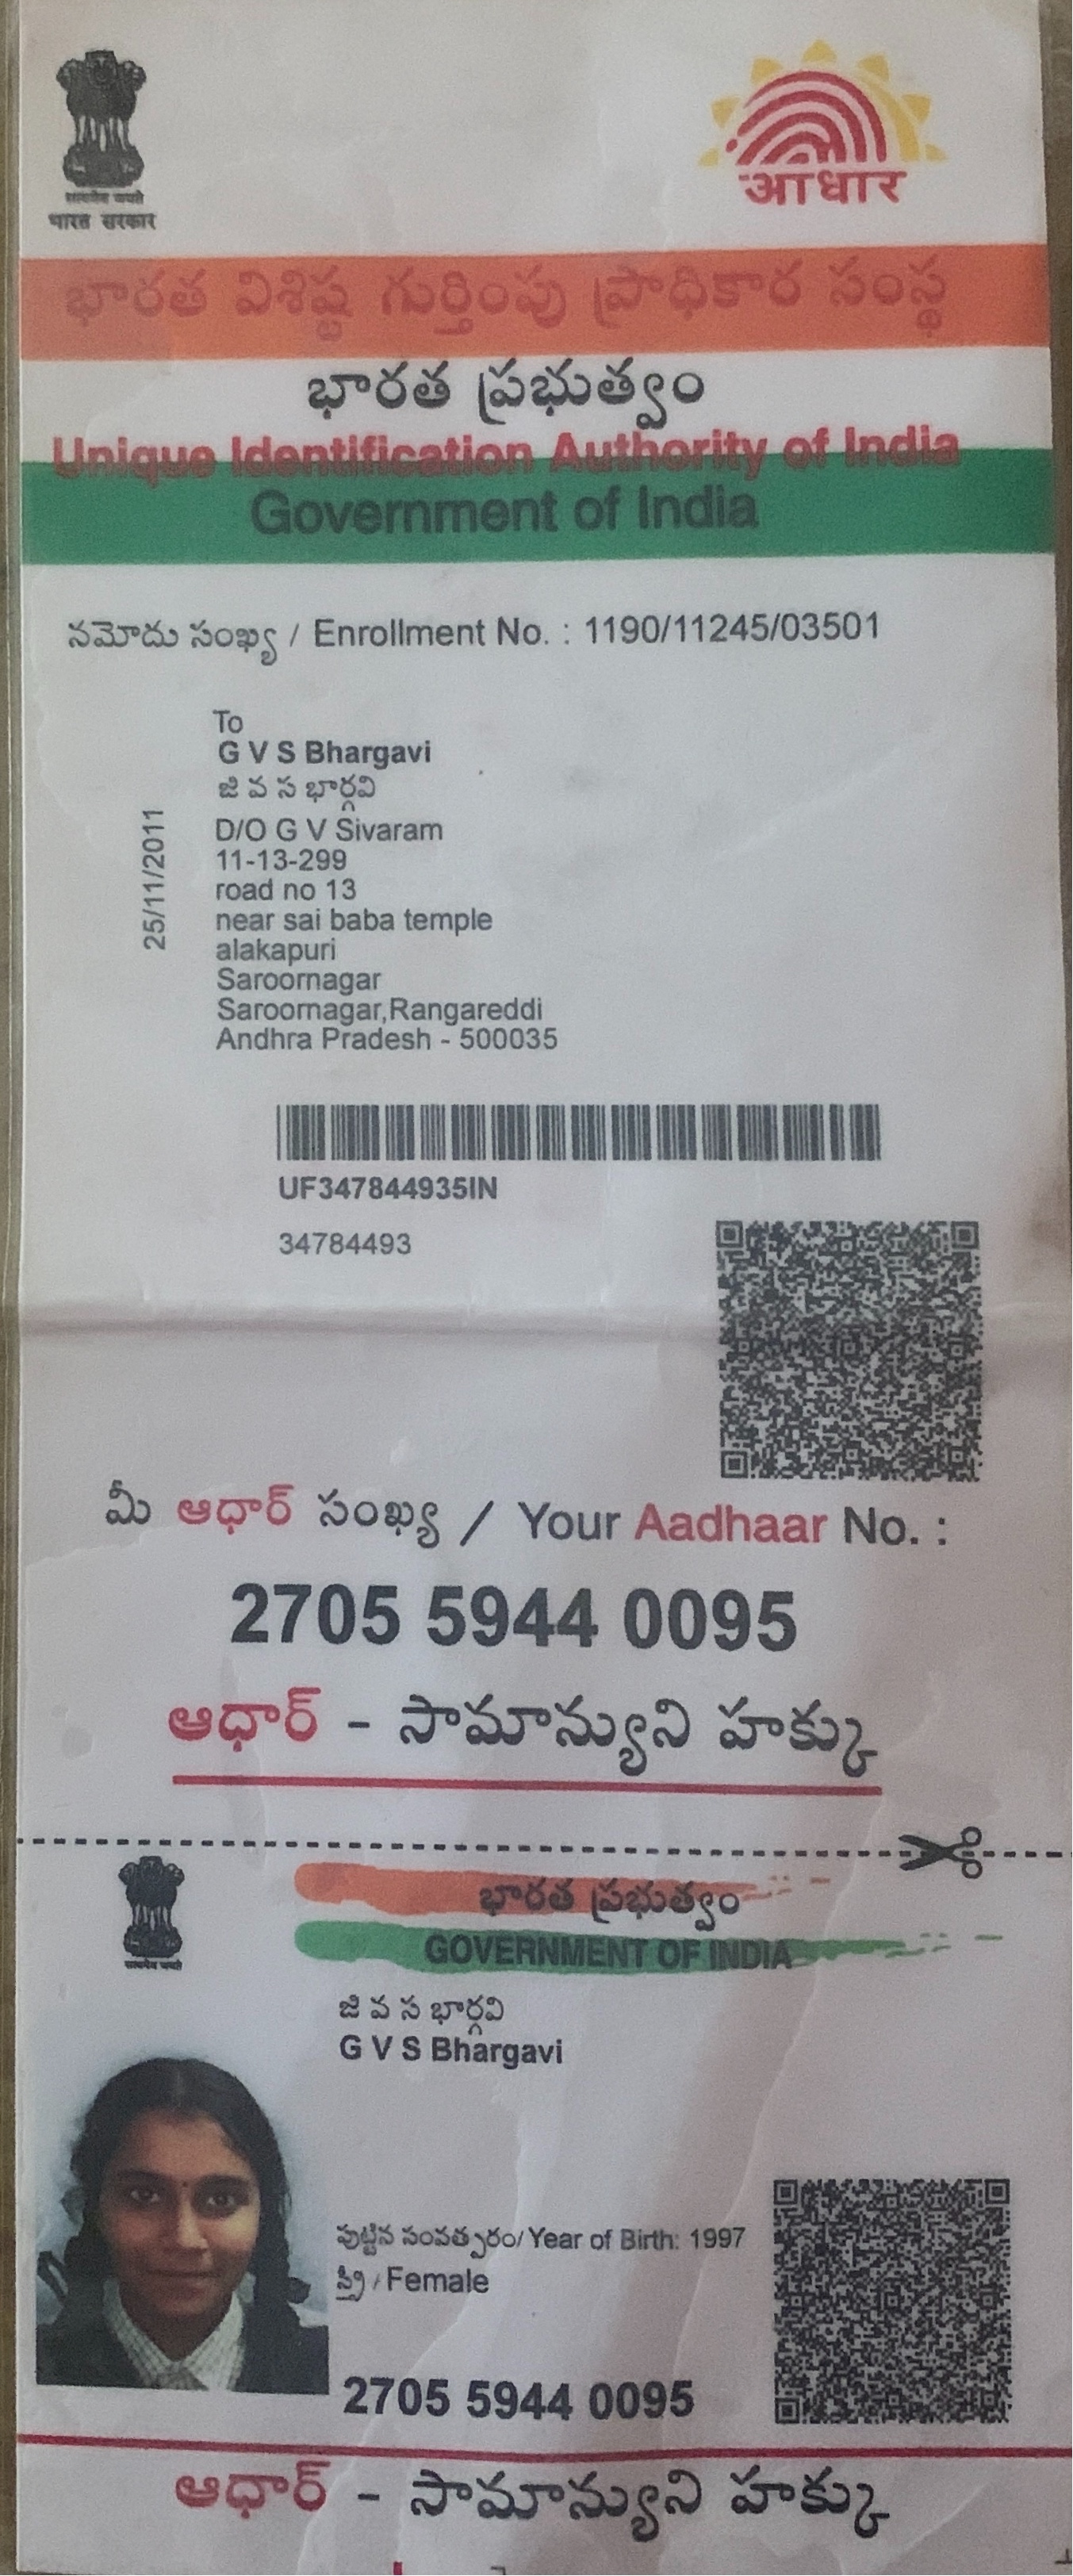 सत्यमेव जयते
भारत सरकार
आधार
భారత విశిష్ట గుర్తింపు ప్రాధికార సంస్థ
భారత ప్రభుత్వం
Unique Identification Authority of India
Government of India
నమోదు సంఖ్య / Enrollment No. : 1190/11245/03501
To
G V S Bhargavi
జి వ స భార్గవి
D/O G V Sivaram
11-13-299
road no 13
near sai baba temple
alakapuri
Saroornagar
Saroornagar,Rangareddi
Andhra Pradesh - 500035
25/11/2011
UF347844935IN
34784493
మీ ఆధార్ సంఖ్య / Your Aadhaar No. :
2705 5944 0095
ఆధార్ - సామాన్యుని హక్కు
सत्यमेव जयते
భారత ప్రభుత్వం
GOVERNMENT OF INDIA
జి వ స భార్గవి
G V S Bhargavi
పుట్టిన సంవత్సరం/ Year of Birth: 1997
స్త్రీ / Female
2705 5944 0095
ఆధార్ - సామాన్యుని హక్కు